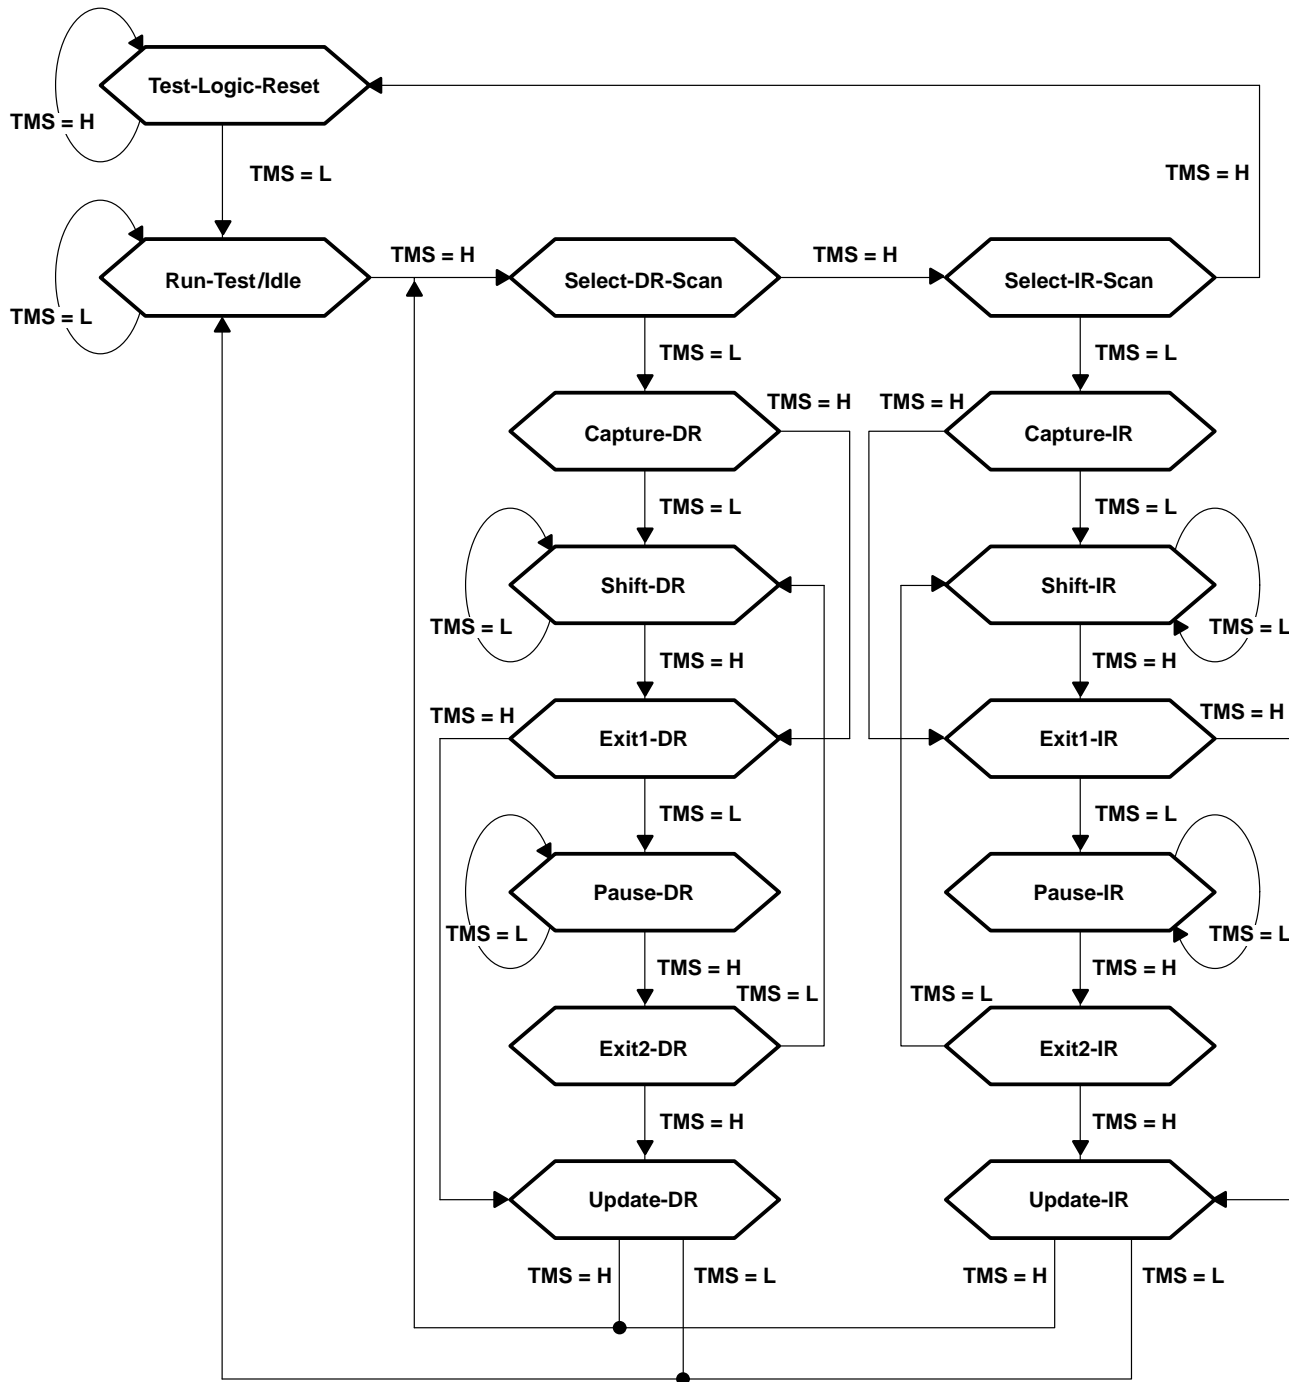 Test-Logic-Reset
TMS = H
TMS = L
TMS = H
Run-Test/Idle
TMS = H
Select-DR-Scan
TMS = H
Select-IR-Scan
TMS = L
TMS = L
TMS = L
TMS = H
TMS = H
Capture-DR
Capture-IR
TMS = L
TMS = L
Shift-DR
Shift-IR
TMS = L
TMS = L
TMS = H
TMS = H
TMS = H
TMS = H
Exit1-DR
Exit1-IR
TMS = L
TMS = L
Pause-DR
Pause-IR
TMS = L
TMS = L
TMS = H
TMS = H
TMS = L
TMS = L
Exit2-DR
Exit2-IR
TMS = H
TMS = H
Update-DR
Update-IR
TMS = H
TMS = L
TMS = H
TMS = L